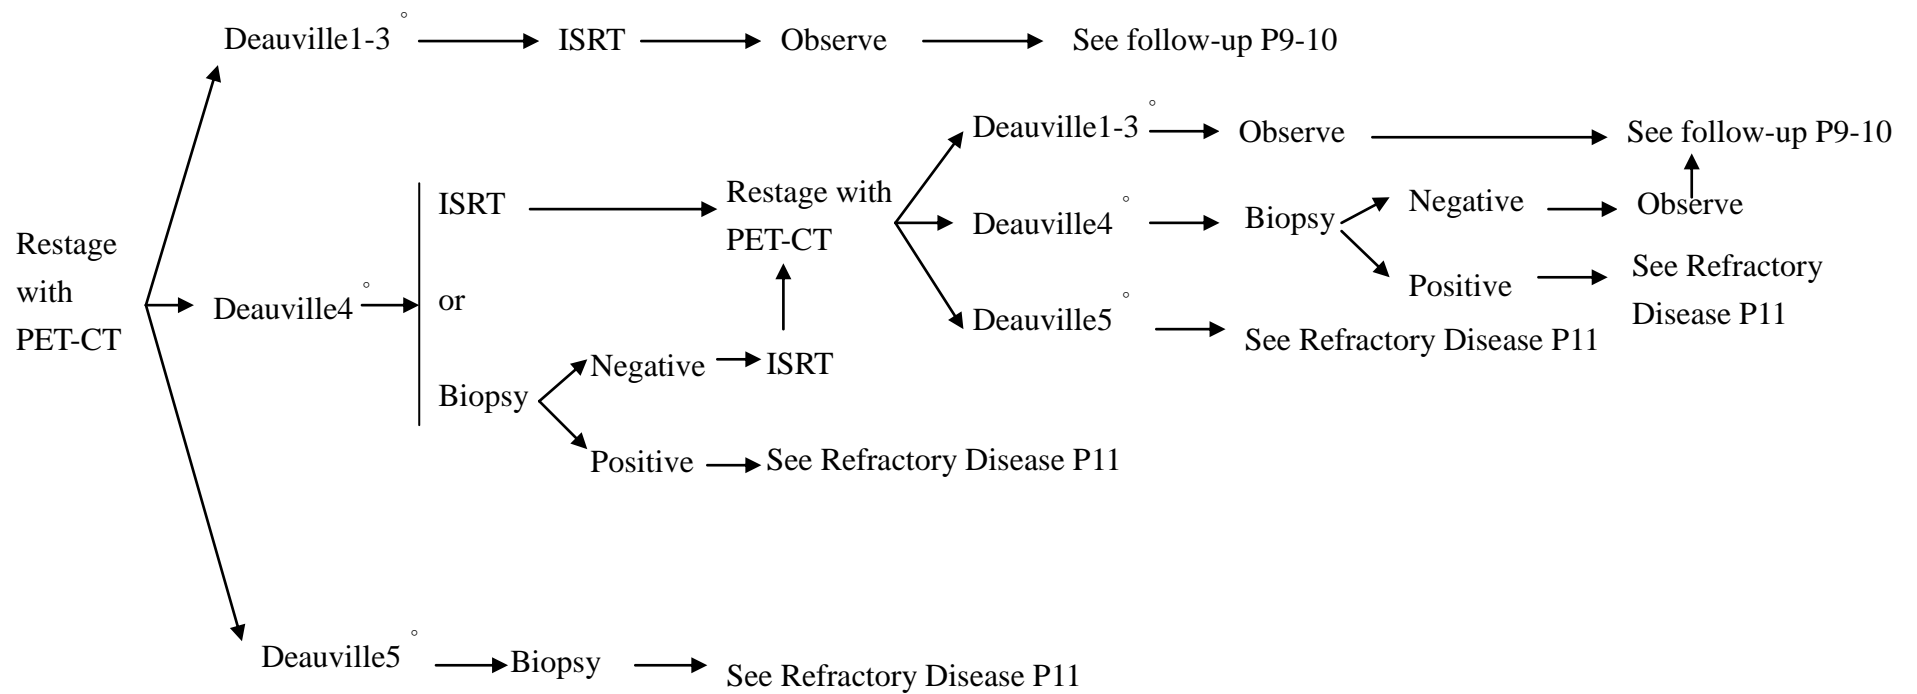 Deauville1-3° ISRT Observe See follow-up P9-10
Deauville1-3° Observe See follow-up P9-10
ISRT Restage with
PET-CT
Deauville4° Biopsy Negative Observe
Restage
with
PET-CT
Deauville4° or
Positive See Refractory
Disease P11
Deauville5° See Refractory Disease P11
Biopsy Negative ISRT
Positive See Refractory Disease P11
Deauville5° Biopsy See Refractory Disease P11